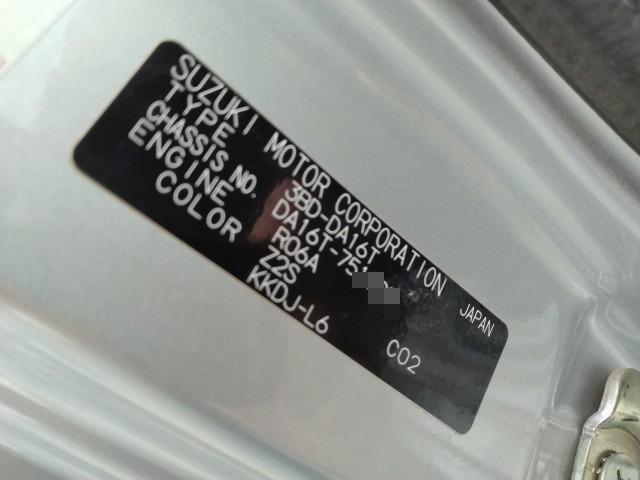 SUZUKI MOTOR CORPORATION JAPAN
TYPE 3BD-DA16T
CHASSIS NO. DA16T-75
ENGINE R06A
COLOR Z2S
KKDJ-L6 C02